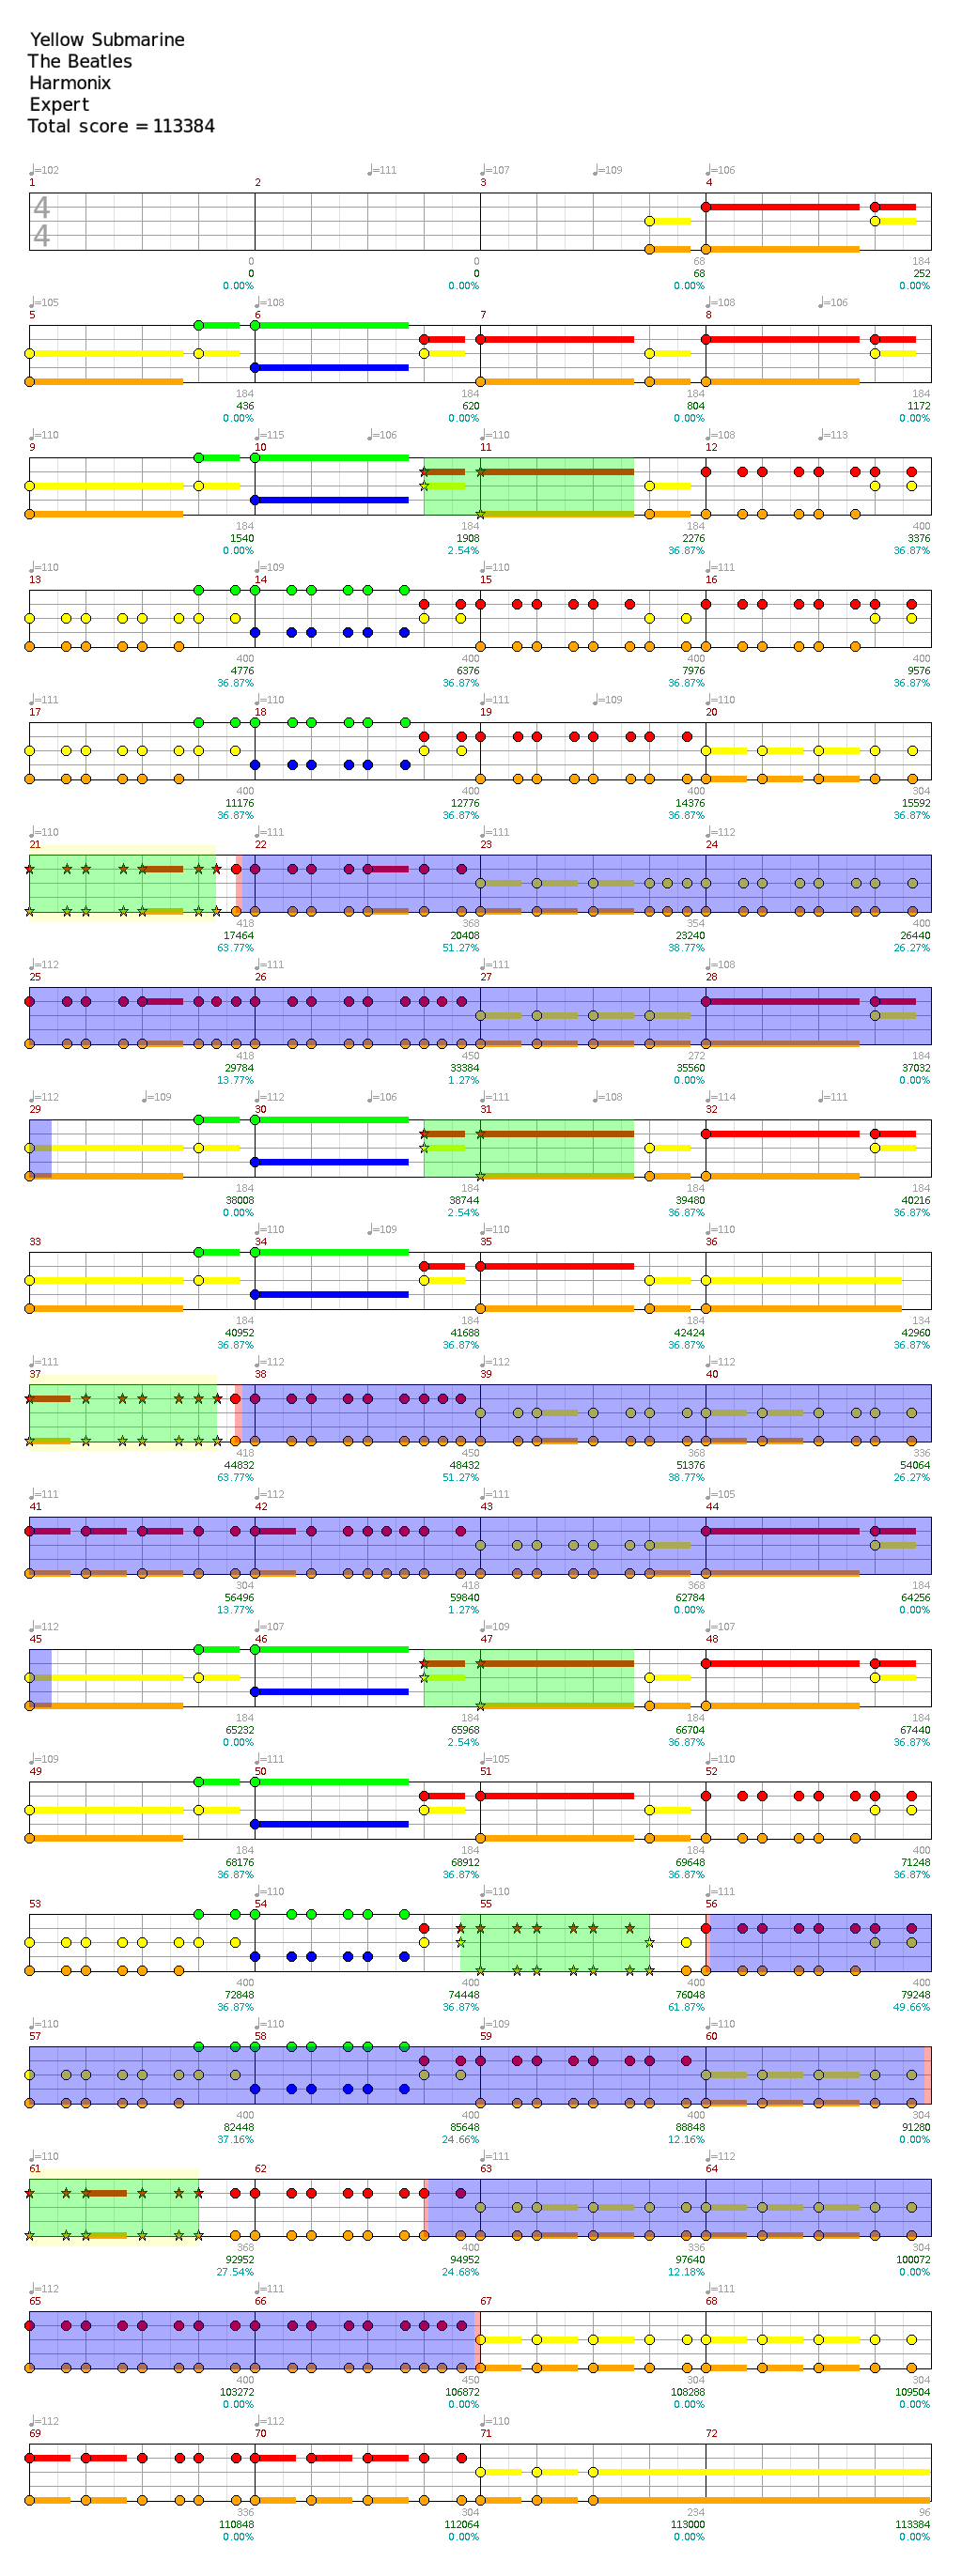 Yellow Submarine
The Beatles
Harmonix
Expert
Total score = 113384
♩=102 ♩=111 ♩=107 ♩=109 ♩=106
1 2 3 4
4
4
0 0 68 184
0 0 68 252
0.00% 0.00% 0.00% 0.00%
♩=105 ♩=108 ♩=108 ♩=106
5 6 7 8
184 184 184 184
436 620 804 1172
0.00% 0.00% 0.00% 0.00%
♩=110 ♩=115 ♩=106 ♩=110 ♩=108 ♩=113
9 10 11 12
184 184 184 400
1540 1908 2276 3376
0.00% 2.54% 36.87% 36.87%
♩=110 ♩=109 ♩=110 ♩=111
13 14 15 16
400 400 400 400
4776 6376 7976 9576
36.87% 36.87% 36.87% 36.87%
♩=111 ♩=110 ♩=111 ♩=109 ♩=110
17 18 19 20
400 400 400 304
11176 12776 14376 15592
36.87% 36.87% 36.87% 36.87%
♩=110 ♩=111 ♩=111 ♩=112
21 22 23 24
418 368 354 400
17464 20408 23240 26440
63.77% 51.27% 38.77% 26.27%
♩=112 ♩=111 ♩=111 ♩=108
25 26 27 28
418 450 272 184
29784 33384 35560 37032
13.77% 1.27% 0.00% 0.00%
♩=112 ♩=109 ♩=112 ♩=106 ♩=111 ♩=108 ♩=114 ♩=111
29 30 31 32
184 184 184 184
38008 38744 39480 40216
0.00% 2.54% 36.87% 36.87%
♩=110 ♩=109 ♩=110 ♩=110
33 34 35 36
184 184 184 134
40952 41688 42424 42960
36.87% 36.87% 36.87% 36.87%
♩=111 ♩=112 ♩=112 ♩=112
37 38 39 40
418 450 368 336
44832 48432 51376 54064
63.77% 51.27% 38.77% 26.27%
♩=111 ♩=112 ♩=111 ♩=105
41 42 43 44
304 418 368 184
56496 59840 62784 64256
13.77% 1.27% 0.00% 0.00%
♩=112 ♩=107 ♩=109 ♩=107
45 46 47 48
184 184 184 184
65232 65968 66704 67440
0.00% 2.54% 36.87% 36.87%
♩=109 ♩=111 ♩=105 ♩=110
49 50 51 52
184 184 184 400
68176 68912 69648 71248
36.87% 36.87% 36.87% 36.87%
♩=110 ♩=110 ♩=111
53 54 55 56
400 400 400 400
72848 74448 76048 79248
36.87% 36.87% 61.87% 49.66%
♩=110 ♩=110 ♩=109 ♩=110
57 58 59 60
400 400 400 304
82448 85648 88848 91280
37.16% 24.66% 12.16% 0.00%
♩=110 ♩=111 ♩=112
61 62 63 64
368 400 336 304
92952 94952 97640 100072
27.54% 24.68% 12.18% 0.00%
♩=112 ♩=111 ♩=111
65 66 67 68
400 450 304 304
103272 106872 108288 109504
0.00% 0.00% 0.00% 0.00%
♩=112 ♩=112 ♩=110
69 70 71 72
336 304 234 96
110848 112064 113000 113384
0.00% 0.00% 0.00% 0.00%